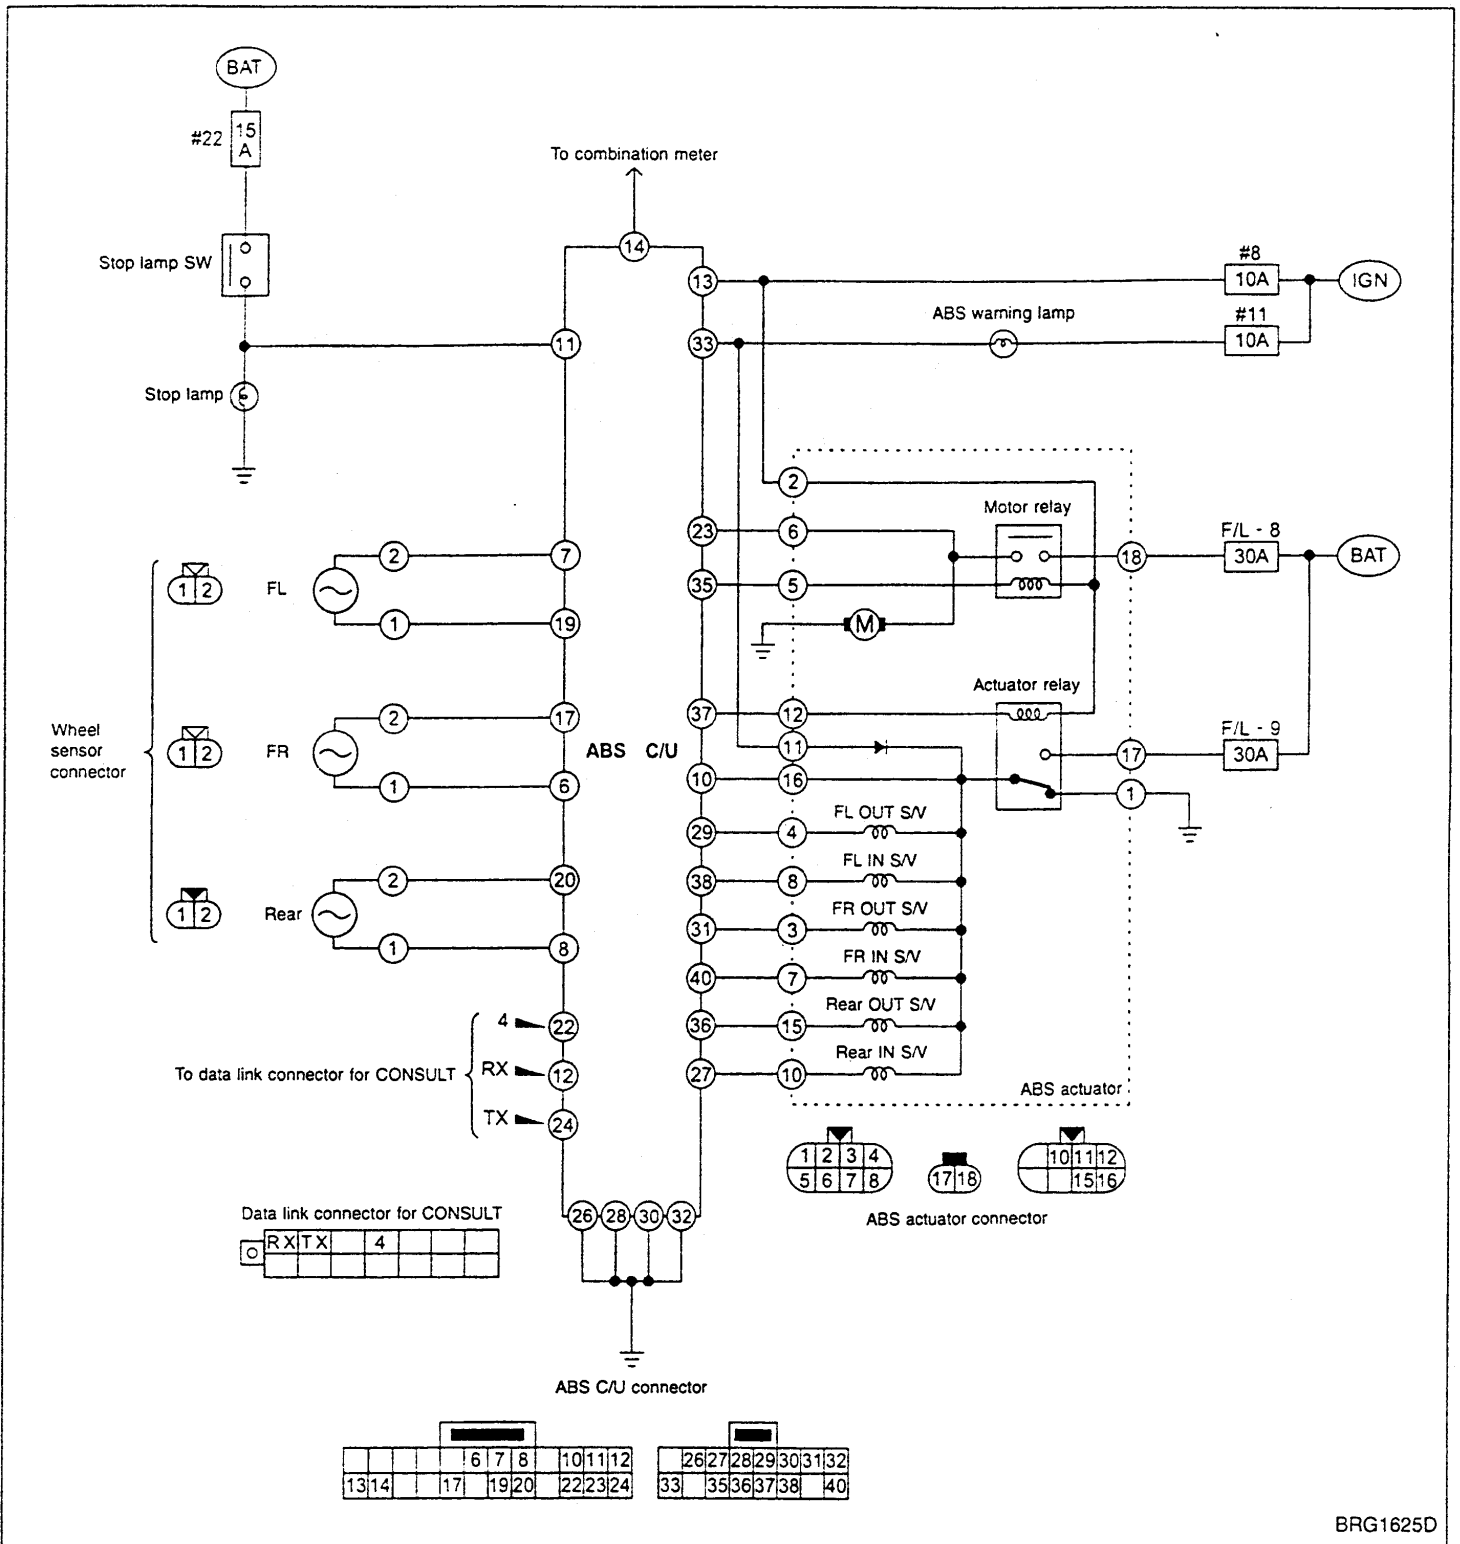 BAT
#22
15
A
To combination meter
14
Stop lamp SW
13
#8
10A
IGN
ABS warning lamp
#11
10A
11
33
Stop lamp
2
Motor relay
23
6
F/L - 8
30A
BAT
18
35
5
M
1 2
FL
2
7
1
19
Actuator relay
37
12
11
F/L - 9
30A
17
10
16
1
Wheel
sensor
connector
1 2
FR
2
17
1
6
ABS C/U
FL OUT S/V
29
4
FL IN S/V
38
8
FR OUT S/V
31
3
FR IN S/V
40
7
Rear OUT S/V
36
15
Rear IN S/V
27
10
ABS actuator
1 2
Rear
2
20
1
8
4
22
To data link connector for CONSULT
RX
12
TX
24
1 2 3 4
5 6 7 8
17 18
10 11 12
15 16
ABS actuator connector
26 28 30 32
Data link connector for CONSULT
RX TX 4
ABS C/U connector
6 7 8 10 11 12
13 14 17 19 20 22 23 24
26 27 28 29 30 31 32
33 35 36 37 38 40
BRG1625D